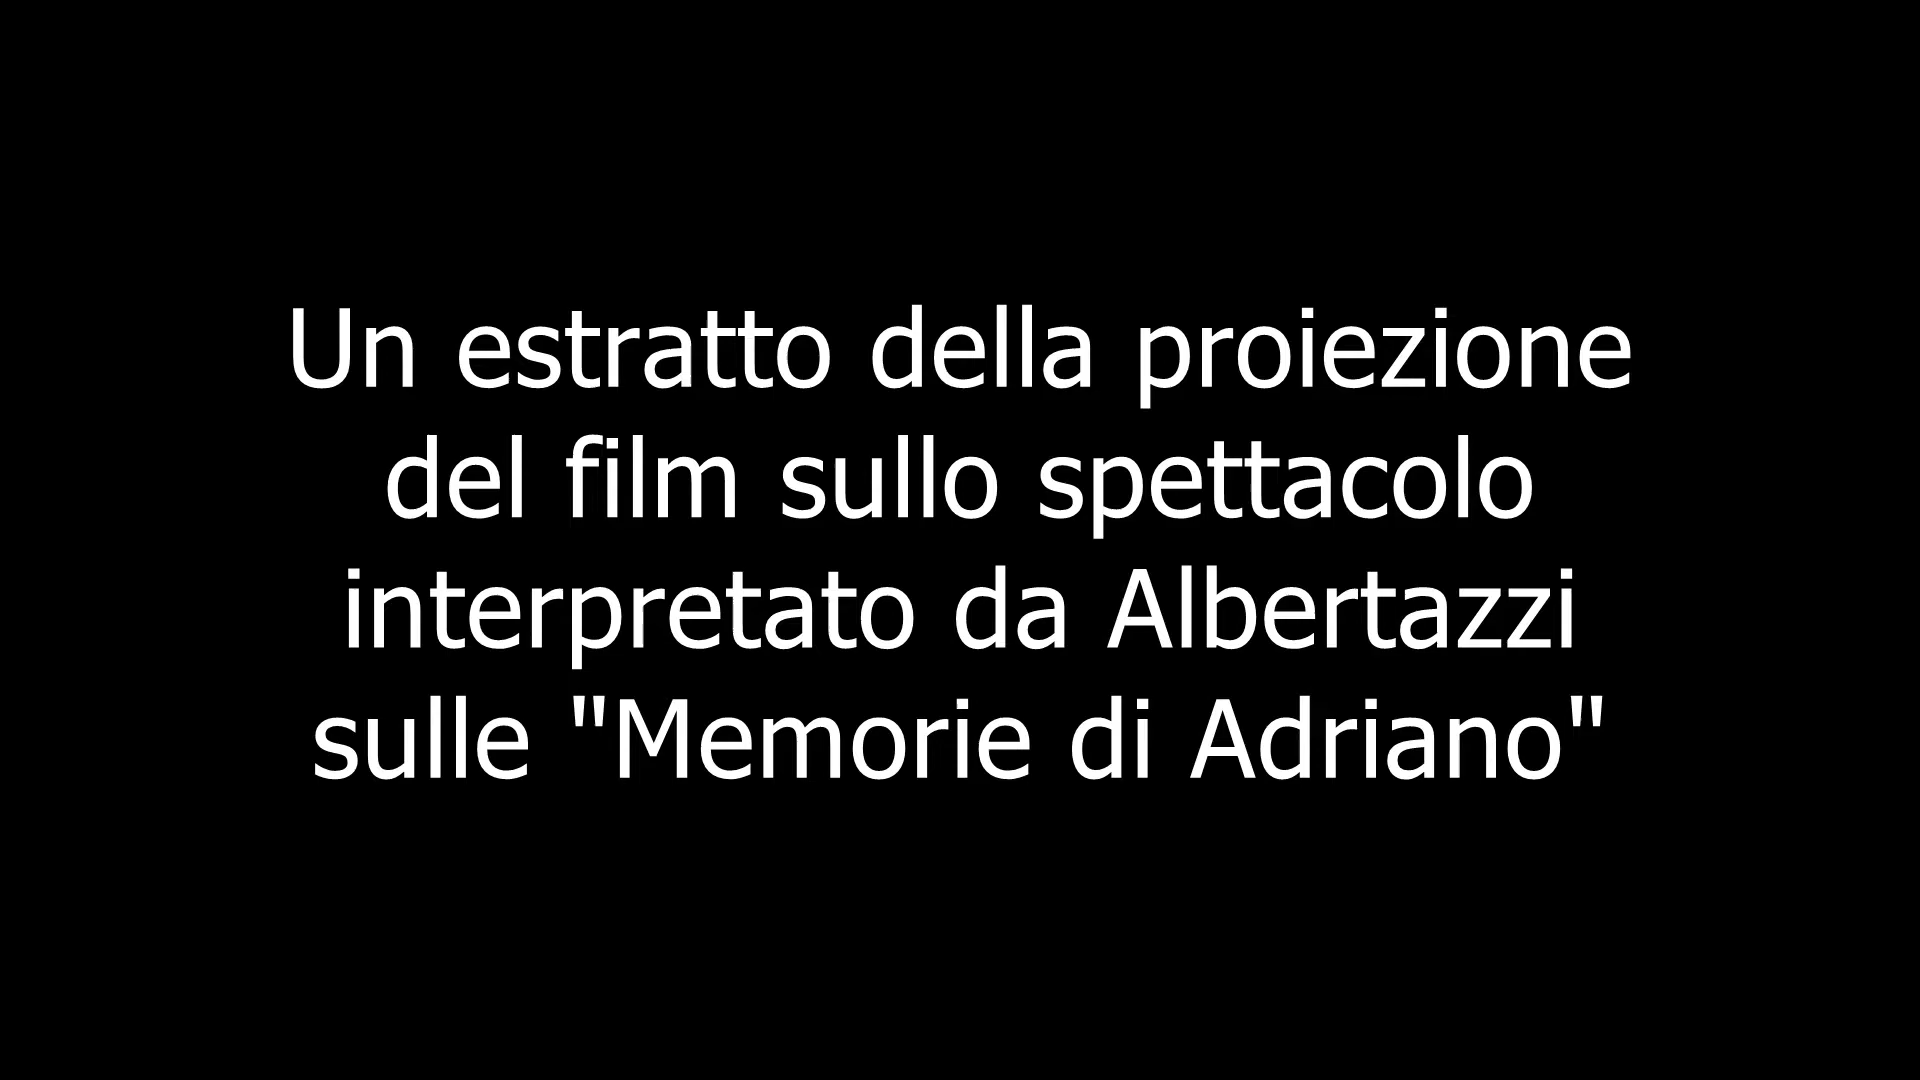 Un estratto della proiezione
del film sullo spettacolo
interpretato da Albertazzi
sulle "Memorie di Adriano"